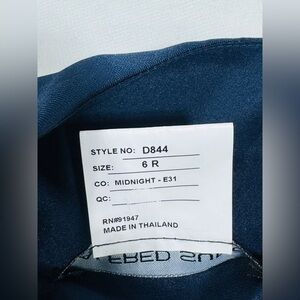 STYLE NO: D844
SIZE: 6 R
CO: MIDNIGHT - E31
QC:
RN#91947
MADE IN THAILAND